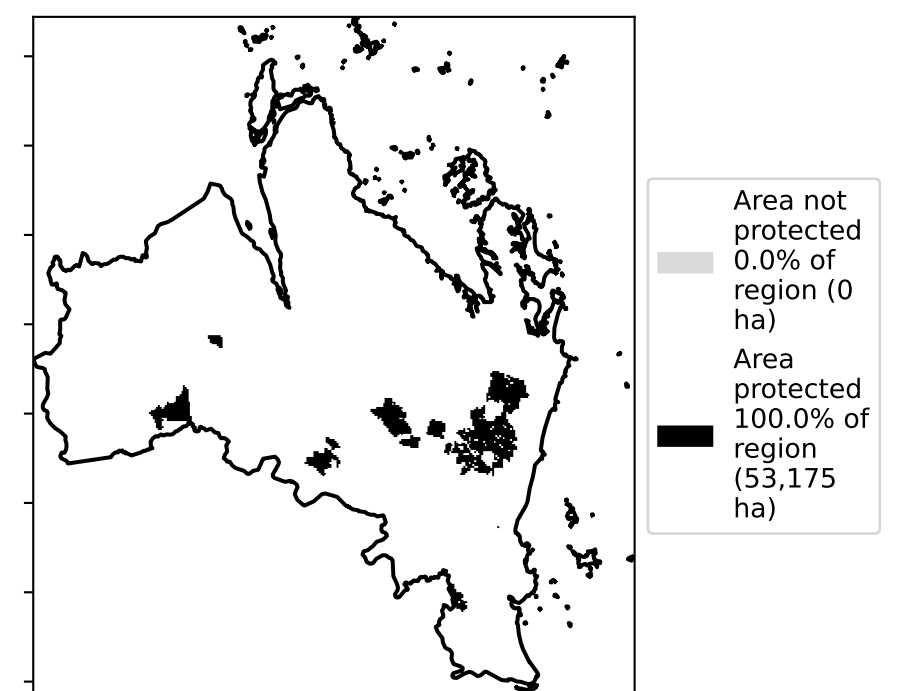 Area not
protected
0.0% of
region (0
ha)
Area
protected
100.0% of
region
(53,175
ha)